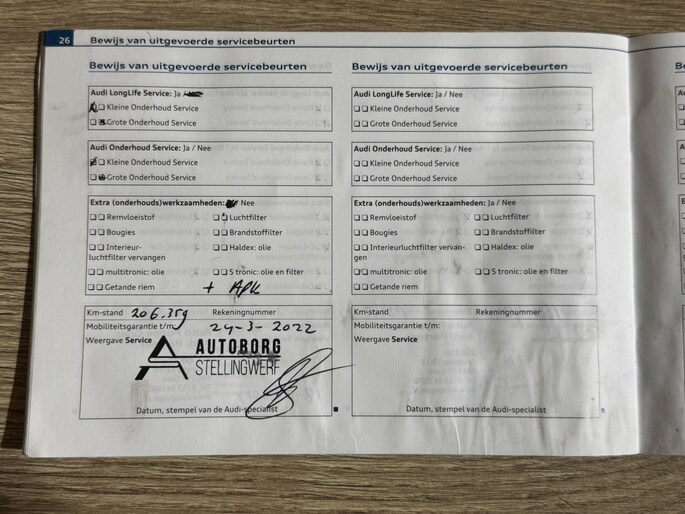 26 Bewijs van uitgevoerde servicebeurten
Bewijs van uitgevoerde servicebeurten
Audi LongLife Service: Ja
Kleine Onderhoud Service
Grote Onderhoud Service
Audi Onderhoud Service: Ja / Nee
Kleine Onderhoud Service
Grote Onderhoud Service
Extra (onderhouds)werkzaamheden: Nee
Remvloeistof Luchtfilter
Bougies Brandstoffilter
Interieur- Haldex: olie
luchtfilter vervangen
multitronic: olie S tronic: olie en filter
Getande riem + APK
Km-stand 206.359 Rekeningnummer
Mobiliteitsgarantie t/m: 24-3-2022
Weergave Service
AUTOBORG
STELLINGWERF
Datum, stempel van de Audi-specialist
Bewijs van uitgevoerde servicebeurten
Audi LongLife Service: Ja / Nee
Kleine Onderhoud Service
Grote Onderhoud Service
Audi Onderhoud Service: Ja / Nee
Kleine Onderhoud Service
Grote Onderhoud Service
Extra (onderhouds)werkzaamheden: Ja / Nee
Remvloeistof Luchtfilter
Bougies Brandstoffilter
Interieurluchtfilter vervan- Haldex: olie
gen
multitronic: olie S tronic: olie en filter
Getande riem
Km-stand Rekeningnummer
Mobiliteitsgarantie t/m:
Weergave Service
Datum, stempel van de Audi-specialist